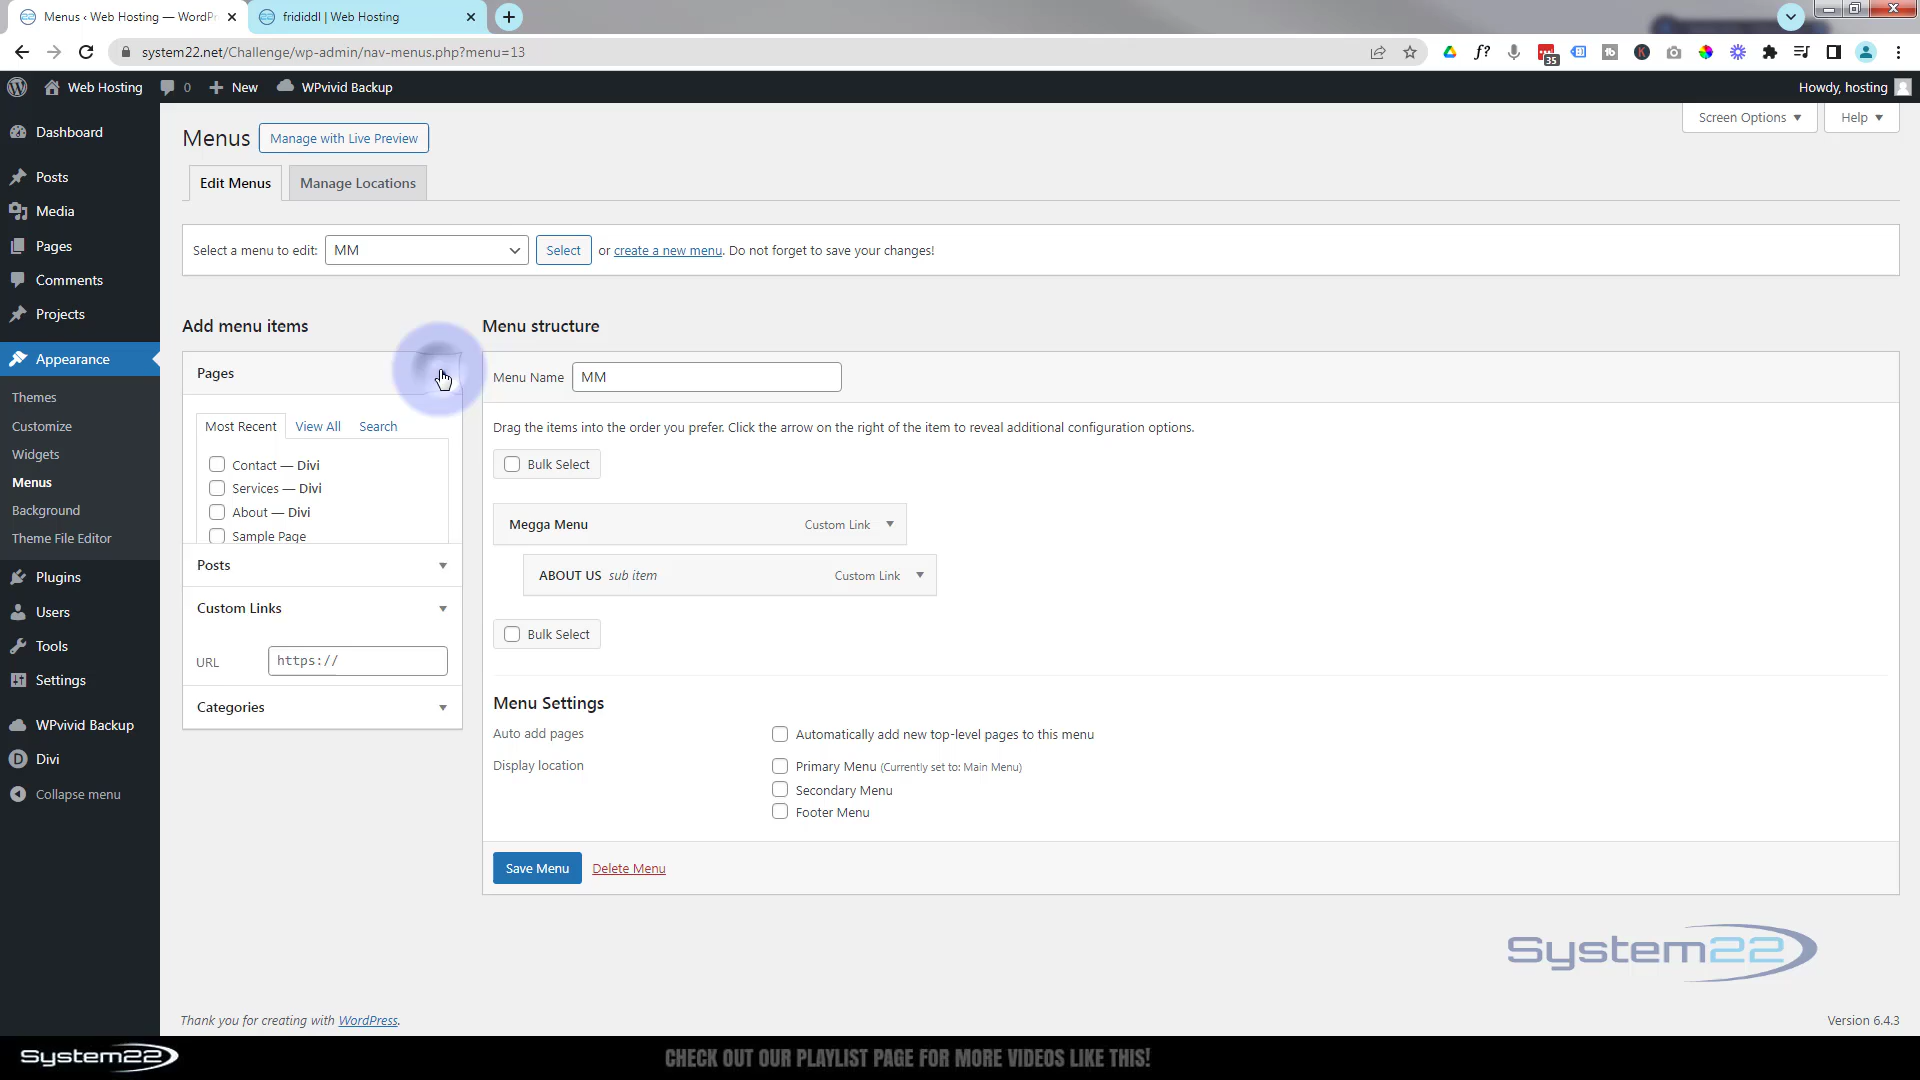 Menus ‹ Web Hosting — WordPr
frididdl | Web Hosting
system22.net/Challenge/wp-admin/nav-menus.php?menu=13
35
Web Hosting
0
New
WPvivid Backup
Howdy, hosting
Dashboard
Posts
Media
Pages
Comments
Projects
Appearance
Themes
Customize
Widgets
Menus
Background
Theme File Editor
Plugins
Users
Tools
Settings
WPvivid Backup
Divi
Collapse menu
Screen Options
Help
Menus
Manage with Live Preview
Edit Menus
Manage Locations
Select a menu to edit: MM Select or create a new menu. Do not forget to save your changes!
Add menu items
Pages
Most Recent View All Search
Contact — Divi
Services — Divi
About — Divi
Sample Page
Posts
Custom Links
URL https://
Categories
Menu structure
Menu Name MM
Drag the items into the order you prefer. Click the arrow on the right of the item to reveal additional configuration options.
Bulk Select
Megga Menu Custom Link
ABOUT US sub item Custom Link
Bulk Select
Menu Settings
Auto add pages
Automatically add new top-level pages to this menu
Display location
Primary Menu (Currently set to: Main Menu)
Secondary Menu
Footer Menu
Save Menu Delete Menu
System22
Thank you for creating with WordPress.
Version 6.4.3
System22
CHECK OUT OUR PLAYLIST PAGE FOR MORE VIDEOS LIKE THIS!